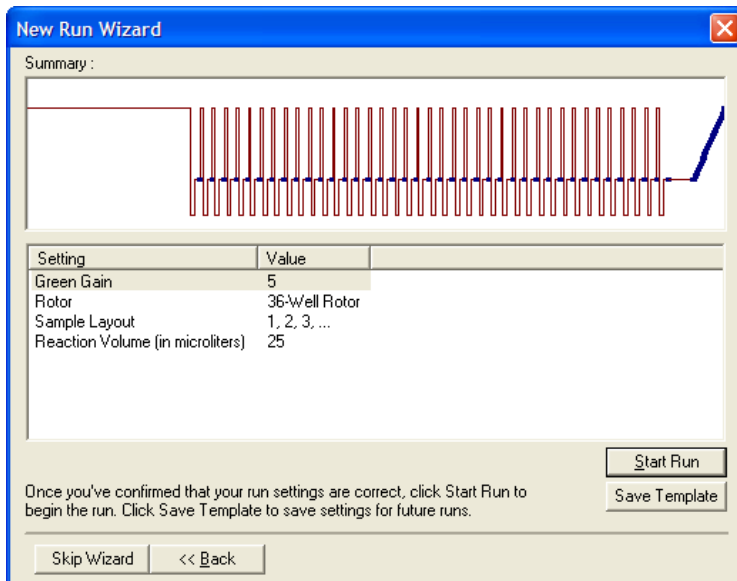 New Run Wizard
Summary :
Setting Value
Green Gain 5
Rotor 36-Well Rotor
Sample Layout 1, 2, 3, ...
Reaction Volume (in microliters) 25
Start Run
Once you've confirmed that your run settings are correct, click Start Run to
begin the run. Click Save Template to save settings for future runs.
Save Template
Skip Wizard << Back